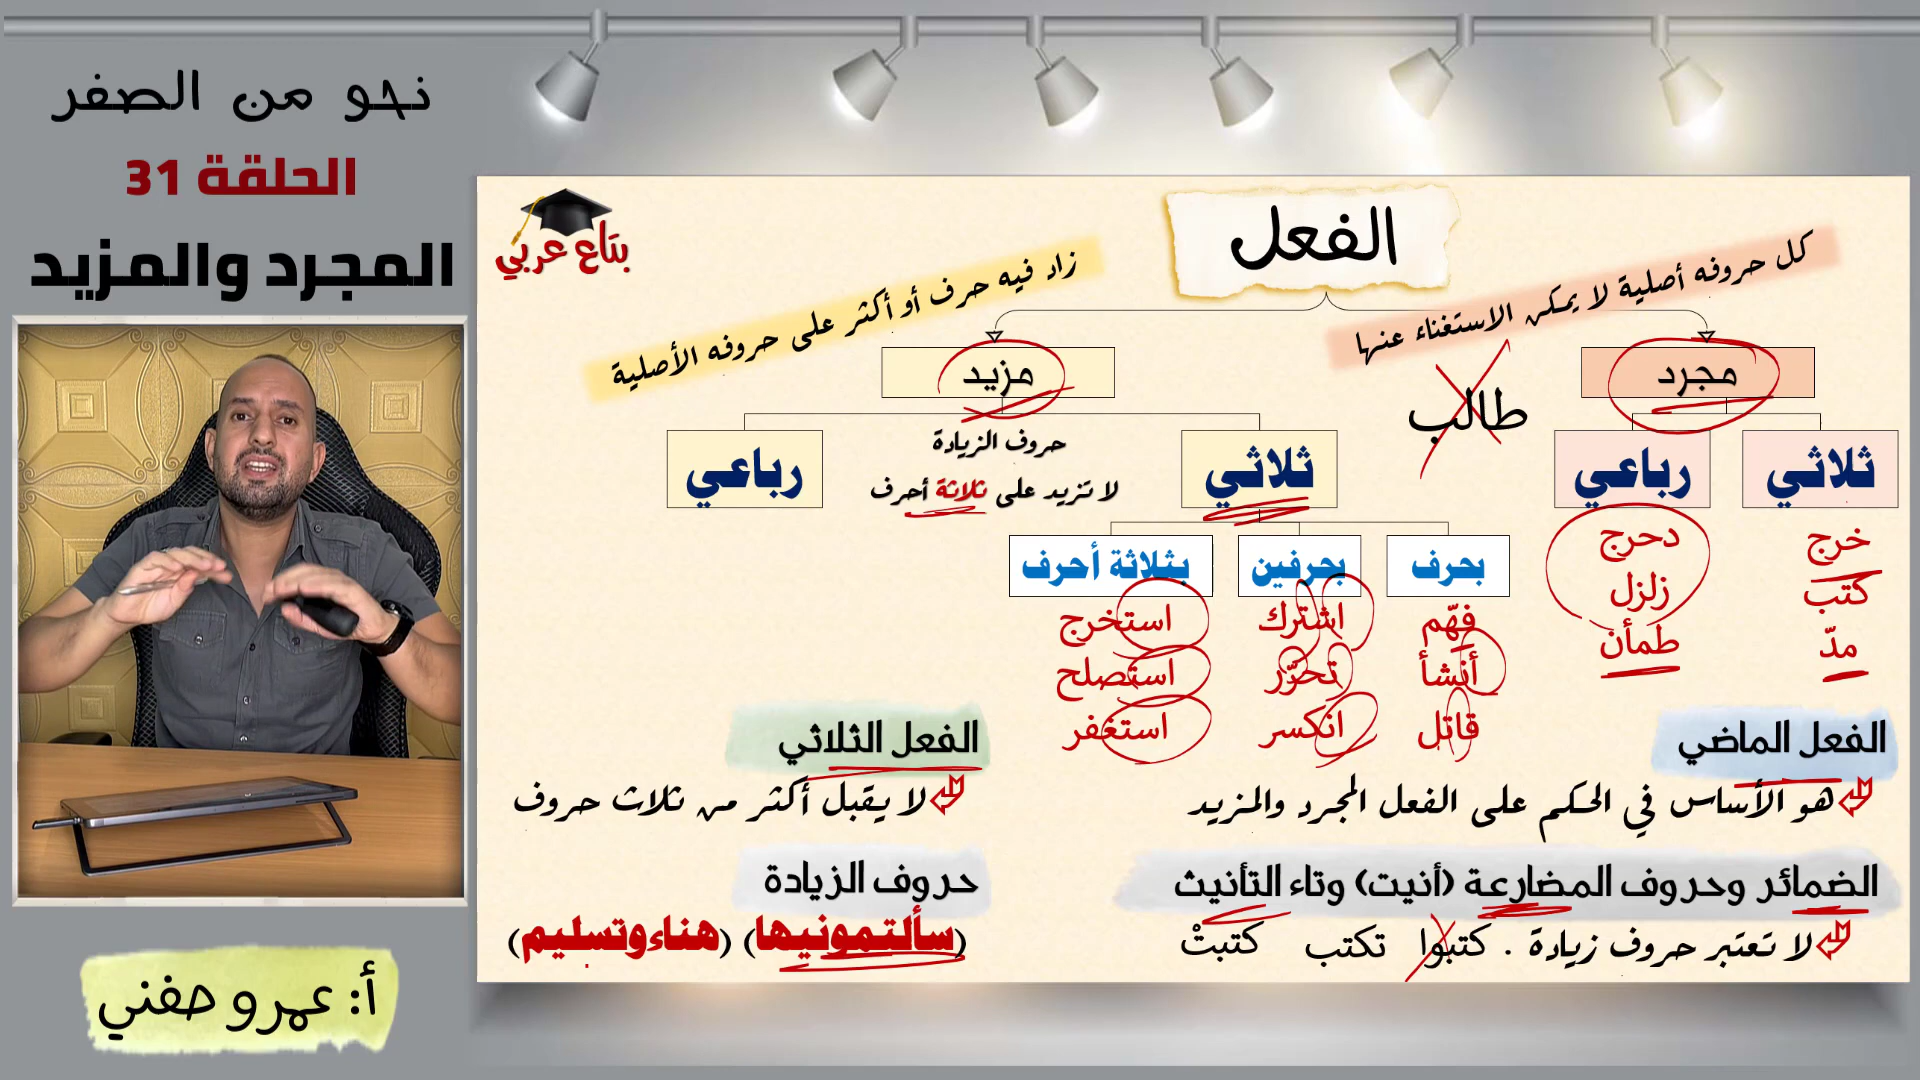 نحو من الصفر
الحلقة 31
المجرد والمزيد
أ: عمرو حفني
بتاع عربي
الفعل
كل حروفه أصلية لا يمكن الاستغناء عنها
زاد فيه حرف أو أكثر على حروفه الأصلية
مجرد
مزيد
طالب
ثلاثي
رباعي
ثلاثي
رباعي
حروف الزيادة
لا تزيد على ثلاثة أحرف
خرج
كتب
مدّ
دحرج
زلزل
طمأن
بحرف
بحرفين
بثلاثة أحرف
فهّم
اشترك
استخرج
أنشأ
تحرّر
استصلح
قاتل
انكسر
استغفر
الفعل الماضي
هو الأساس في الحكم على الفعل المجرد والمزيد
الفعل الثلاثي
لا يقبل أكثر من ثلاث حروف
الضمائر وحروف المضارعة (أنيت) وتاء التأنيث
لا تعتبر حروف زيادة . كتبوا تكتب كتبتْ
حروف الزيادة
(سألتمونيها) (هناء وتسليم)